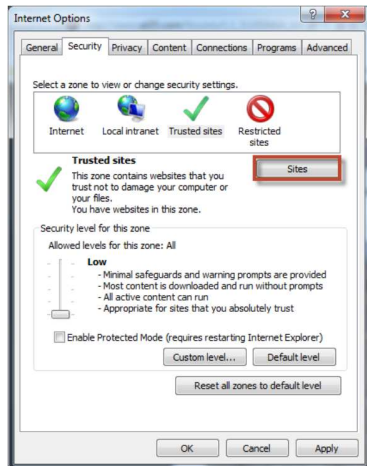 Internet Options
General Security Privacy Content Connections Programs Advanced
Select a zone to view or change security settings.
Internet Local intranet Trusted sites Restricted
sites
Trusted sites
Sites
This zone contains websites that you
trust not to damage your computer or
your files.
You have websites in this zone.
Security level for this zone
Allowed levels for this zone: All
Low
- Minimal safeguards and warning prompts are provided
- Most content is downloaded and run without prompts
- All active content can run
- Appropriate for sites that you absolutely trust
Enable Protected Mode (requires restarting Internet Explorer)
Custom level... Default level
Reset all zones to default level
OK Cancel Apply